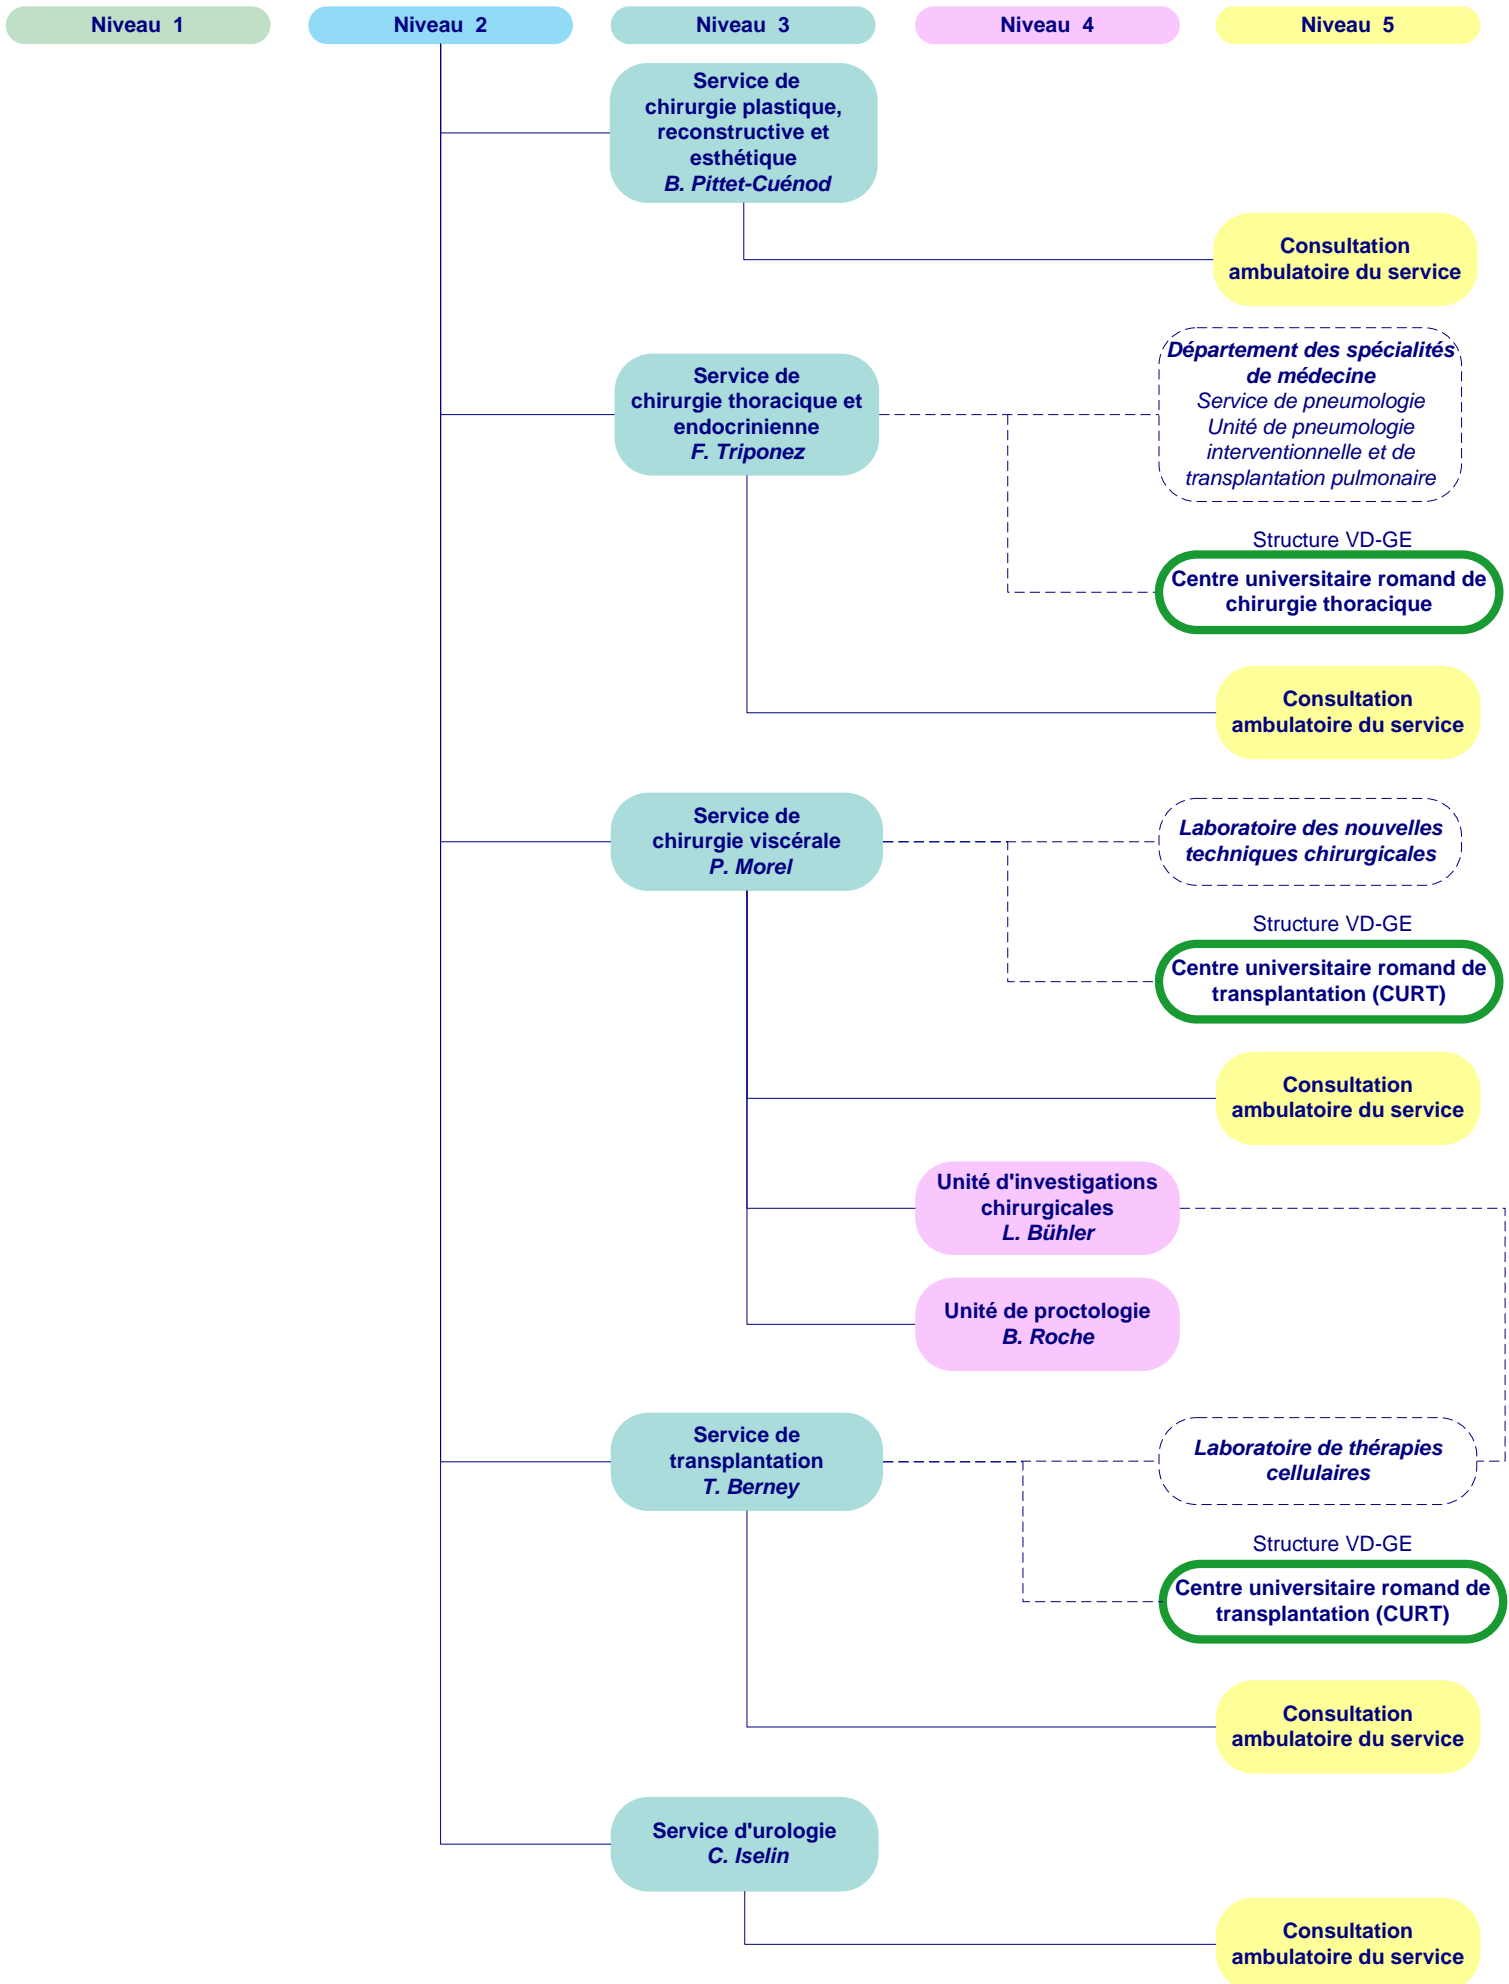 Niveau 1
Niveau 2
Niveau 3
Niveau 4
Niveau 5
Service de
chirurgie plastique,
reconstructive et
esthétique
B. Pittet-Cuénod
Consultation
ambulatoire du service
Service de
chirurgie thoracique et
endocrinienne
F. Triponez
Département des spécialités
de médecine
Service de pneumologie
Unité de pneumologie
interventionnelle et de
transplantation pulmonaire
Structure VD-GE
Centre universitaire romand de
chirurgie thoracique
Consultation
ambulatoire du service
Service de
chirurgie viscérale
P. Morel
Laboratoire des nouvelles
techniques chirurgicales
Structure VD-GE
Centre universitaire romand de
transplantation (CURT)
Consultation
ambulatoire du service
Unité d'investigations
chirurgicales
L. Bühler
Unité de proctologie
B. Roche
Service de
transplantation
T. Berney
Laboratoire de thérapies
cellulaires
Structure VD-GE
Centre universitaire romand de
transplantation (CURT)
Consultation
ambulatoire du service
Service d'urologie
C. Iselin
Consultation
ambulatoire du service